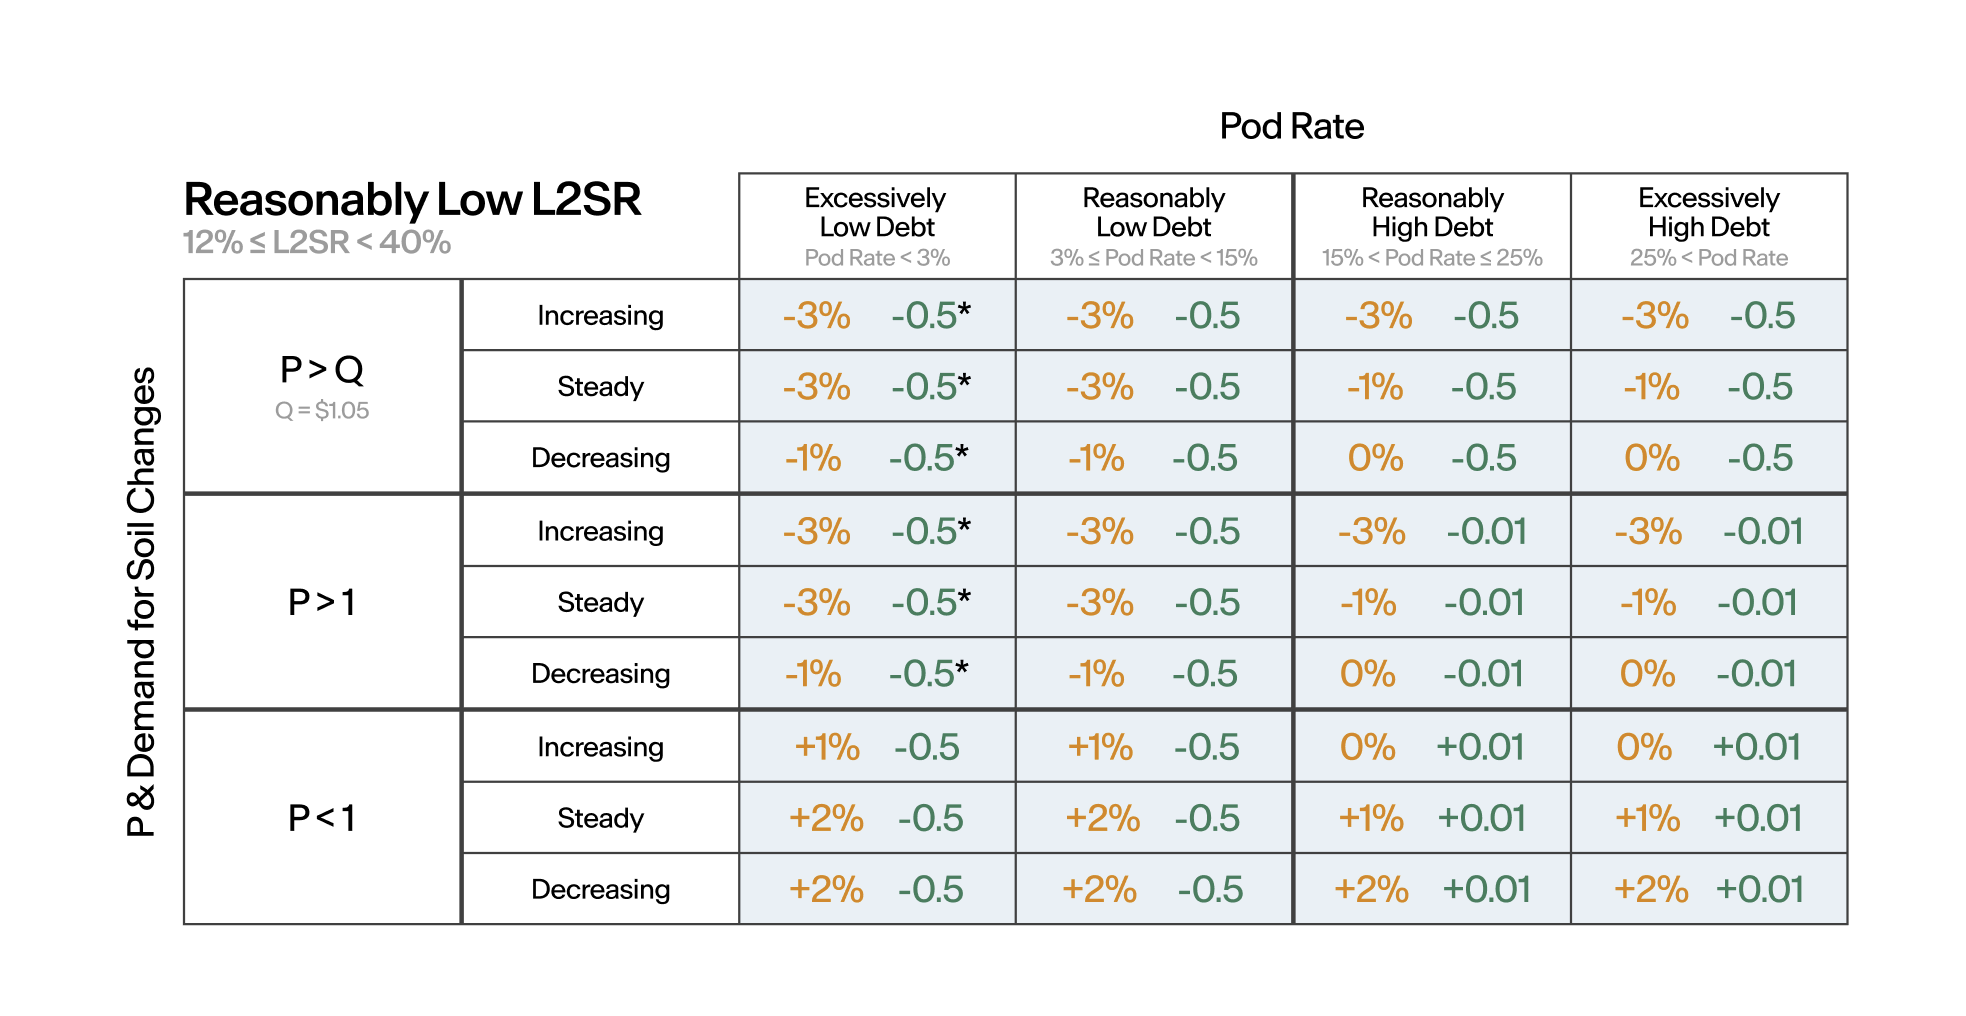 Pod Rate
Reasonably Low L2SR
12% ≤ L2SR < 40%
Excessively
Low Debt
Pod Rate < 3%
Reasonably
Low Debt
3% ≤ Pod Rate < 15%
Reasonably
High Debt
15% < Pod Rate ≤ 25%
Excessively
High Debt
25% < Pod Rate
P & Demand for Soil Changes
P > Q
Q = $1.05
Increasing -3% -0.5* -3% -0.5 -3% -0.5 -3% -0.5
Steady -3% -0.5* -3% -0.5 -1% -0.5 -1% -0.5
Decreasing -1% -0.5* -1% -0.5 0% -0.5 0% -0.5
P > 1
Increasing -3% -0.5* -3% -0.5 -3% -0.01 -3% -0.01
Steady -3% -0.5* -3% -0.5 -1% -0.01 -1% -0.01
Decreasing -1% -0.5* -1% -0.5 0% -0.01 0% -0.01
P < 1
Increasing +1% -0.5 +1% -0.5 0% +0.01 0% +0.01
Steady +2% -0.5 +2% -0.5 +1% +0.01 +1% +0.01
Decreasing +2% -0.5 +2% -0.5 +2% +0.01 +2% +0.01